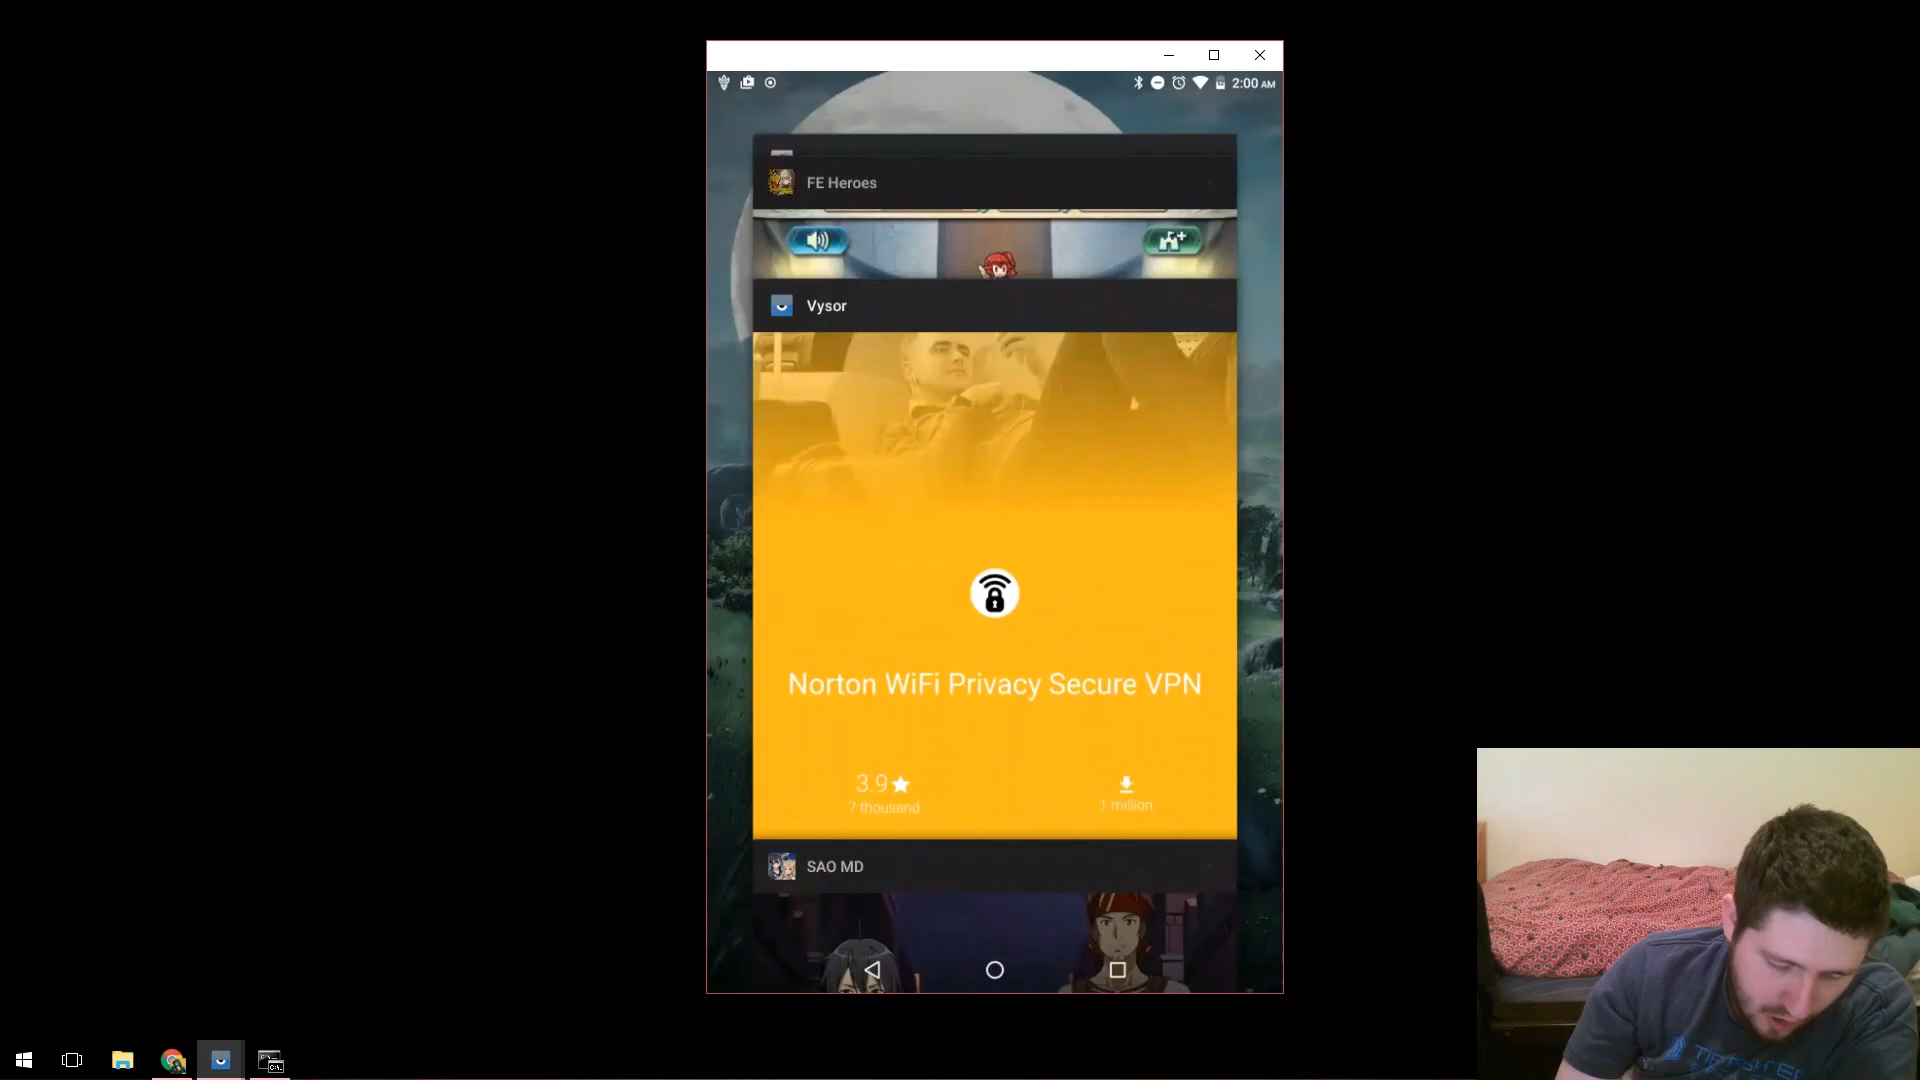 2:00 AM
FE Heroes
Vysor
Norton WiFi Privacy Secure VPN
3.9
7 thousand
1 million
SAO MD